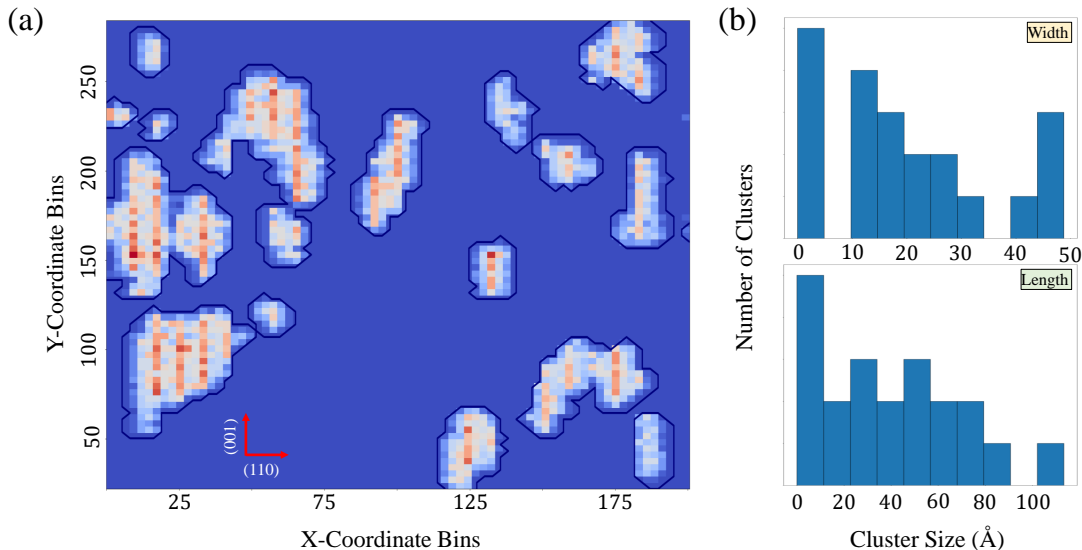 (a)
Y-Coordinate Bins
250
200
150
100
50
(001)
(110)
25
75
125
175
X-Coordinate Bins
(b)
Number of Clusters
Width
0 10 20 30 40 50
Length
0 20 40 60 80 100
Cluster Size (Å)